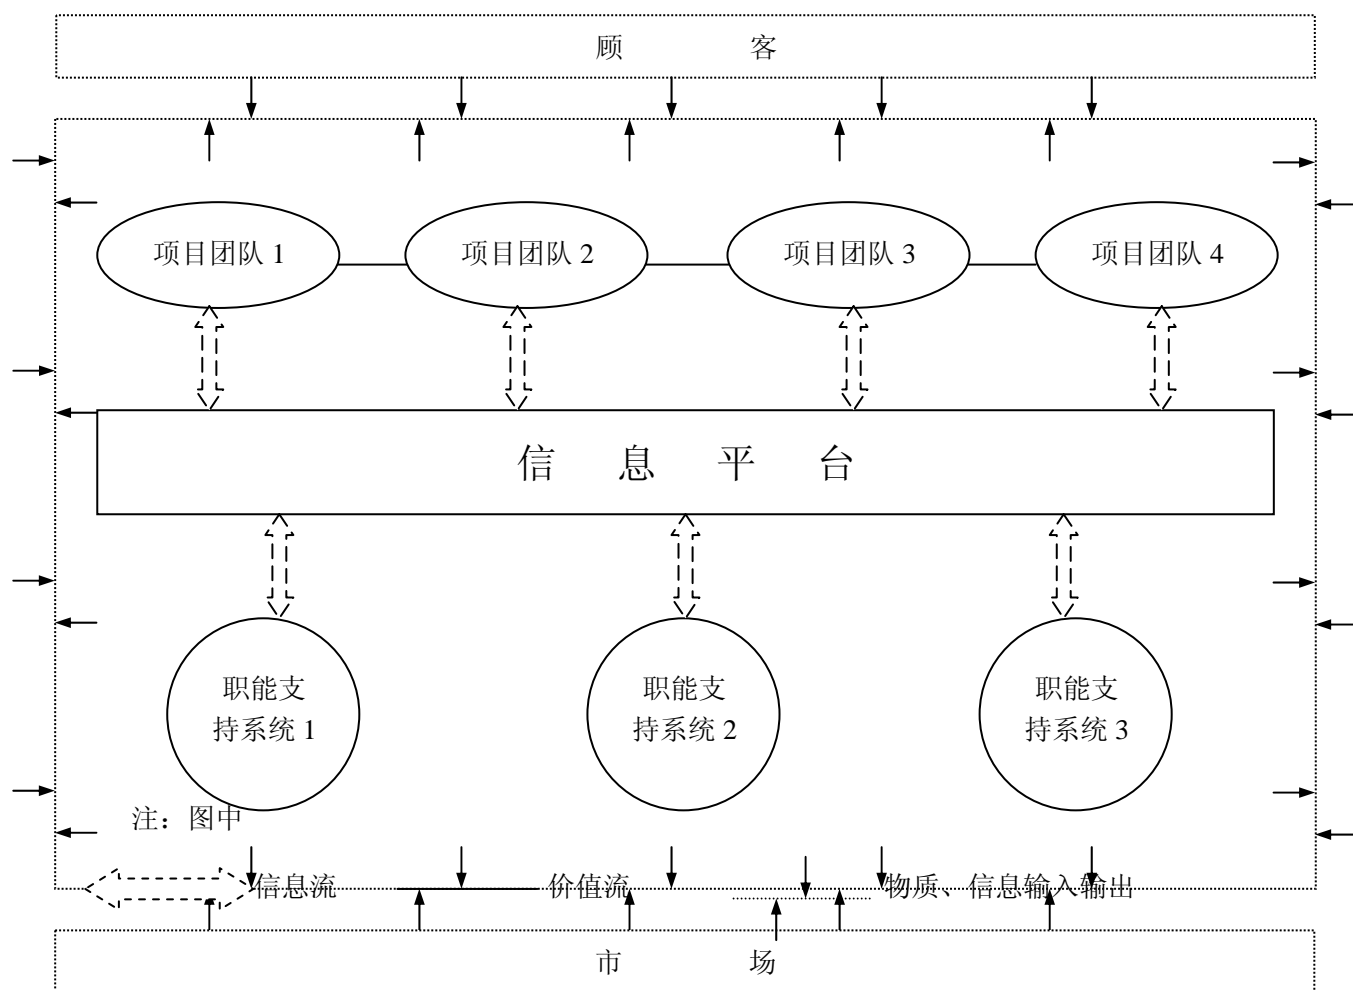 顾 客
项目团队 1
项目团队 2
项目团队 3
项目团队 4
信 息 平 台
职能支
持系统 1
职能支
持系统 2
职能支
持系统 3
注：图中
信息流
价值流
物质、信息输入输出
市 场